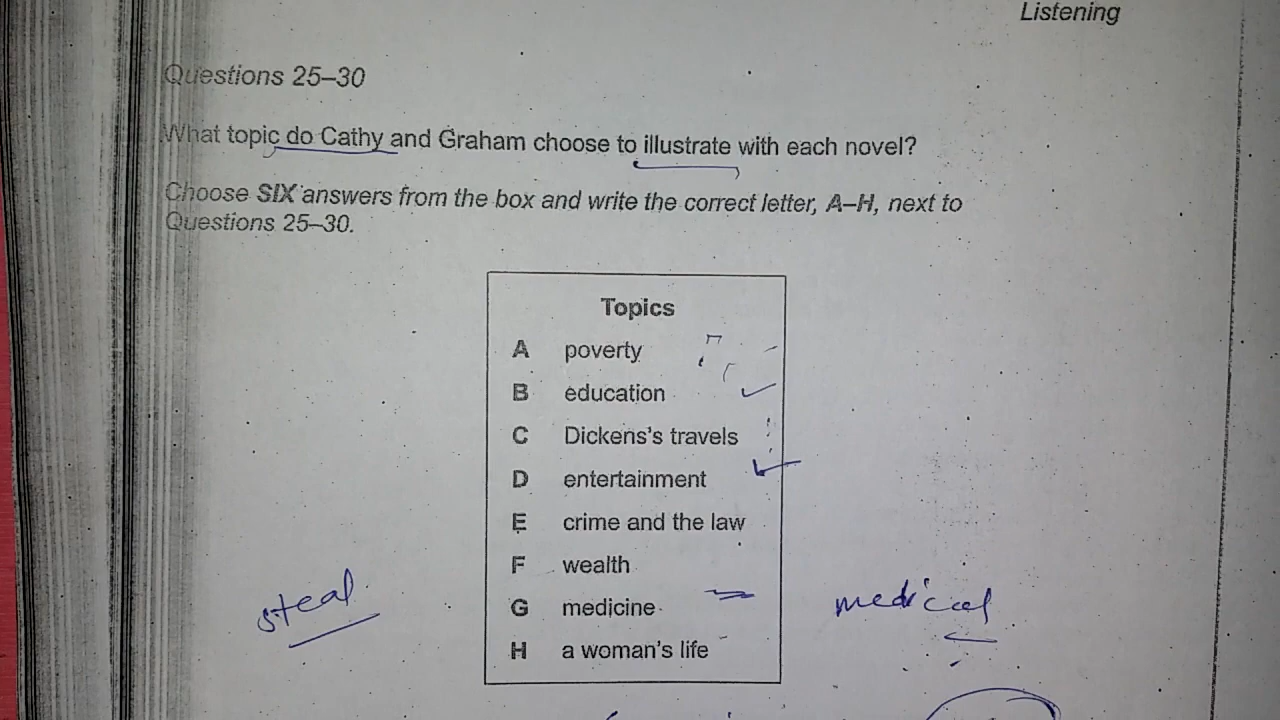 Listening
Questions 25–30
What topic do Cathy and Graham choose to illustrate with each novel?
Choose SIX answers from the box and write the correct letter, A–H, next to
Questions 25–30.
Topics
A poverty
B education
C Dickens's travels
D entertainment
E crime and the law
F wealth
G medicine
H a woman's life
steal
medical